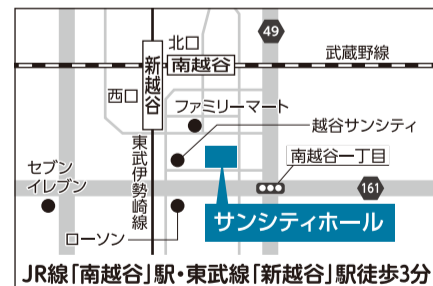 49
北口
武蔵野線
新越谷
南越谷
西口
ファミリーマート
越谷サンシティ
東武伊勢崎線
南越谷一丁目
セブン
イレブン
161
サンシティホール
ローソン
JR線「南越谷」駅・東武線「新越谷」駅徒歩3分